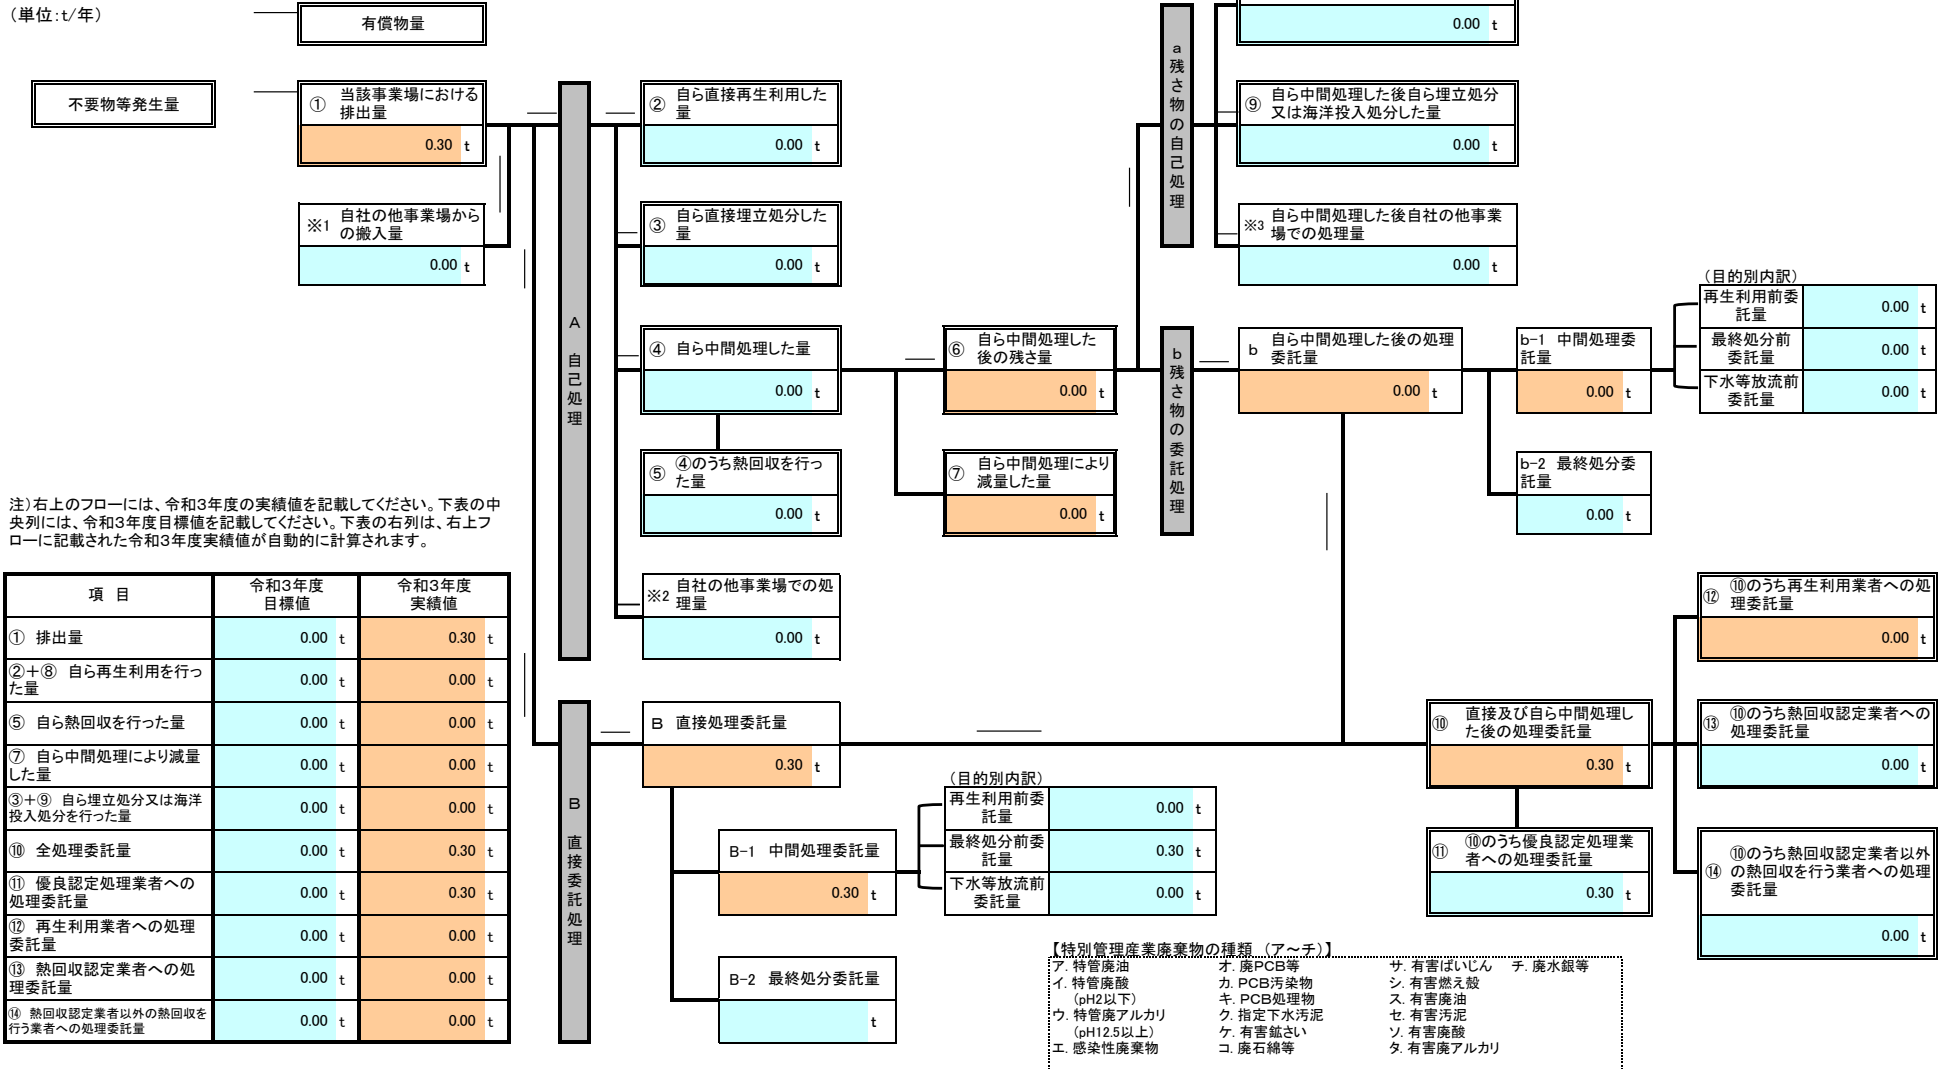 （単位:t/年）
有償物量
0.00 t
不要物等発生量
① 当該事業場における
排出量
0.30 t
② 自ら直接再生利用した
量
0.00 t
a
残
さ
物
の
自
己
処
理
⑨ 自ら中間処理した後自ら埋立処分
又は海洋投入処分した量
0.00 t
※1 自社の他事業場から
の搬入量
0.00 t
③ 自ら直接埋立処分した
量
0.00 t
※3 自ら中間処理した後自社の他事業
場での処理量
0.00 t
A
自
己
処
理
④ 自ら中間処理した量
0.00 t
⑥ 自ら中間処理した
後の残さ量
0.00 t
b
残
さ
物
の
委
託
処
理
b 自ら中間処理した後の処理
委託量
0.00 t
b-1 中間処理委
託量
0.00 t
（目的別内訳）
再生利用前委
託量 0.00 t
最終処分前
委託量 0.00 t
下水等放流前
委託量 0.00 t
⑤ ④のうち熱回収を行っ
た量
0.00 t
⑦ 自ら中間処理により
減量した量
0.00 t
b-2 最終処分委
託量
0.00 t
注）右上のフローには、令和3年度の実績値を記載してください。下表の中
央列には、令和3年度目標値を記載してください。下表の右列は、右上フ
ローに記載された令和3年度実績値が自動的に計算されます。
※2 自社の他事業場での処
理量
0.00 t
項 目 令和3年度
目標値 令和3年度
実績値
① 排出量 0.00 t 0.30 t
②＋⑧ 自ら再生利用を行っ
た量 0.00 t 0.00 t
⑤ 自ら熱回収を行った量 0.00 t 0.00 t
⑦ 自ら中間処理により減量
した量 0.00 t 0.00 t
③＋⑨ 自ら埋立処分又は海洋
投入処分を行った量 0.00 t 0.00 t
⑩ 全処理委託量 0.00 t 0.30 t
⑪ 優良認定処理業者への
処理委託量 0.00 t 0.30 t
⑫ 再生利用業者への処理
委託量 0.00 t 0.00 t
⑬ 熱回収認定業者への処
理委託量 0.00 t 0.00 t
⑭ 熱回収認定業者以外の熱回収を
行う業者への処理委託量 0.00 t 0.00 t
B
直
接
委
託
処
理
B 直接処理委託量
0.30 t
B-1 中間処理委託量
0.30 t
（目的別内訳）
再生利用前委
託量 0.00 t
最終処分前委
託量 0.30 t
下水等放流前
委託量 0.00 t
B-2 最終処分委託量
t
⑩ 直接及び自ら中間処理し
た後の処理委託量
0.30 t
⑪ ⑩のうち優良認定処理業
者への処理委託量
0.30 t
⑫ ⑩のうち再生利用業者への処
理委託量
0.00 t
⑬ ⑩のうち熱回収認定業者への
処理委託量
0.00 t
⑭ ⑩のうち熱回収認定業者以外
の熱回収を行う業者への処理
委託量
0.00 t
【特別管理産業廃棄物の種類 （ア〜チ）】
ア. 特管廃油 オ. 廃PCB等 サ. 有害ばいじん チ. 廃水銀等
イ. 特管廃酸 カ. PCB汚染物 シ. 有害燃え殻
（pH2以下） キ. PCB処理物 ス. 有害廃油
ウ. 特管廃アルカリ ク. 指定下水汚泥 セ. 有害汚泥
（pH12.5以上） ケ. 有害鉱さい ソ. 有害廃酸
エ. 感染性廃棄物 コ. 廃石綿等 タ. 有害廃アルカリ